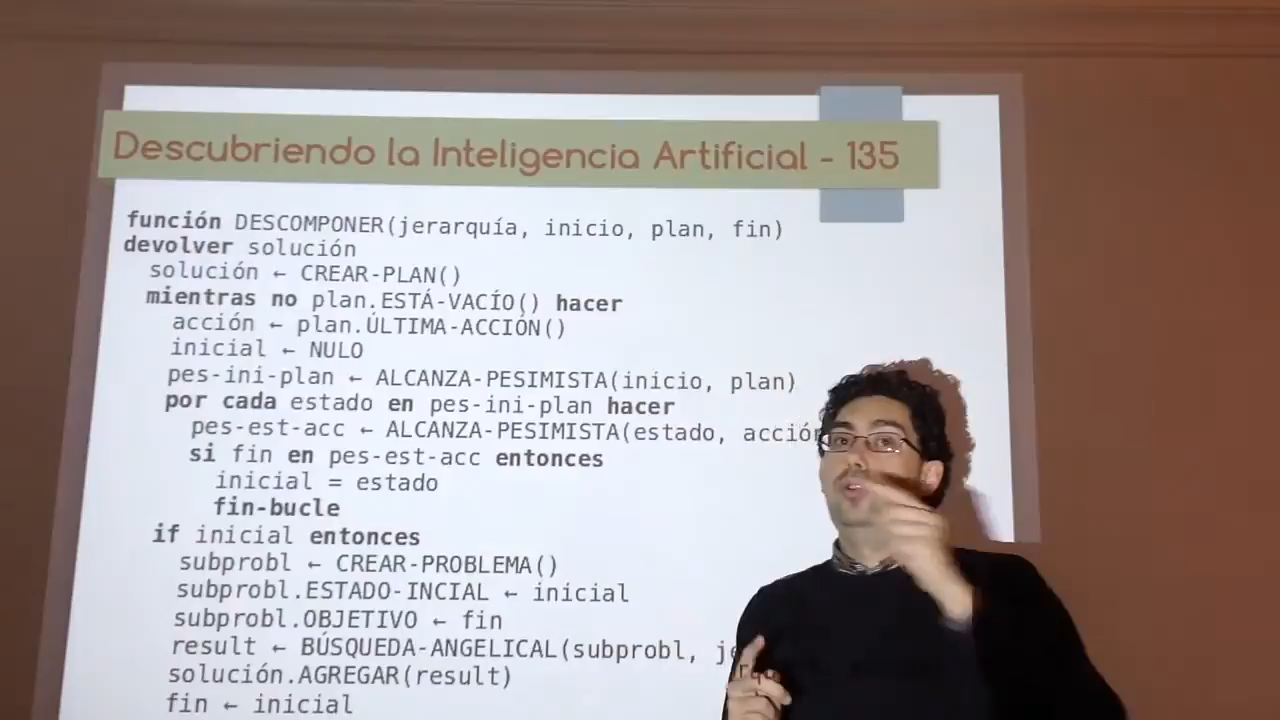 Descubriendo la Inteligencia Artificial - 135
función DESCOMPONER(jerarquía, inicio, plan, fin)
devolver solución
solución ← CREAR-PLAN()
mientras no plan.ESTÁ-VACÍO() hacer
acción ← plan.ÚLTIMA-ACCIÓN()
inicial ← NULO
pes-ini-plan ← ALCANZA-PESIMISTA(inicio, plan)
por cada estado en pes-ini-plan hacer
pes-est-acc ← ALCANZA-PESIMISTA(estado, acción
si fin en pes-est-acc entonces
inicial = estado
fin-bucle
if inicial entonces
subprobl ← CREAR-PROBLEMA()
subprobl.ESTADO-INCIAL ← inicial
subprobl.OBJETIVO ← fin
result ← BÚSQUEDA-ANGELICAL(subprobl,
solución.AGREGAR(result)
fin ← inicial